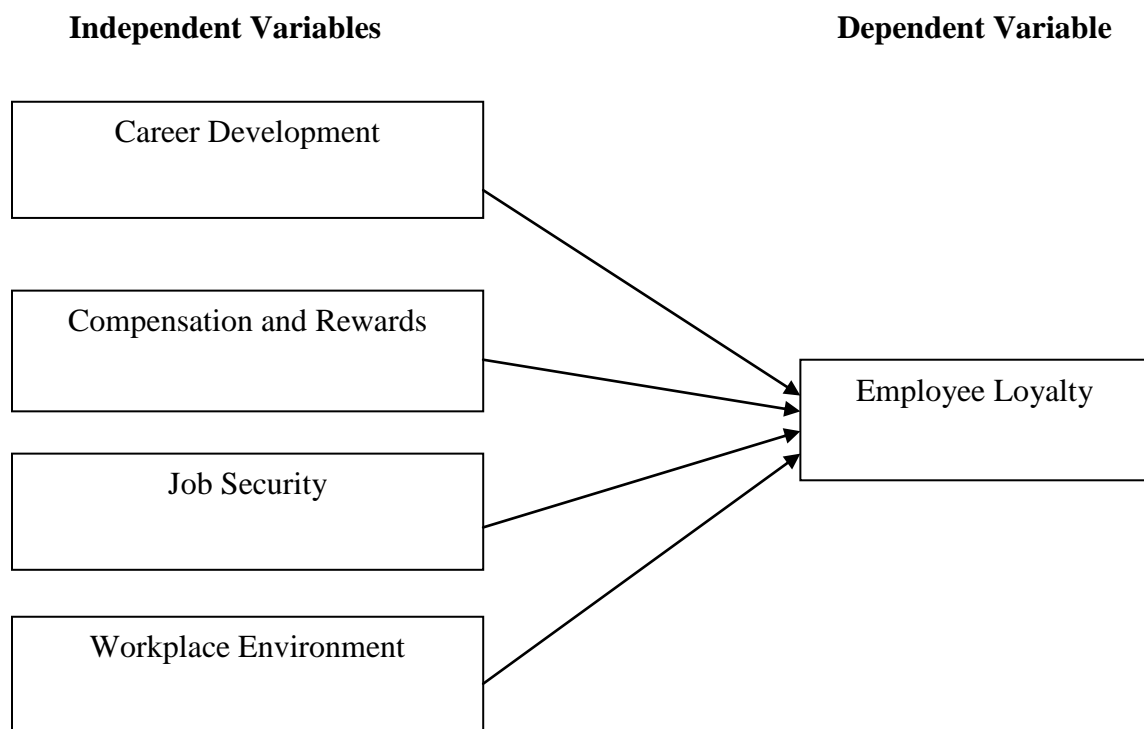 Independent Variables
Dependent Variable
Career Development
Compensation and Rewards
Employee Loyalty
Job Security
Workplace Environment